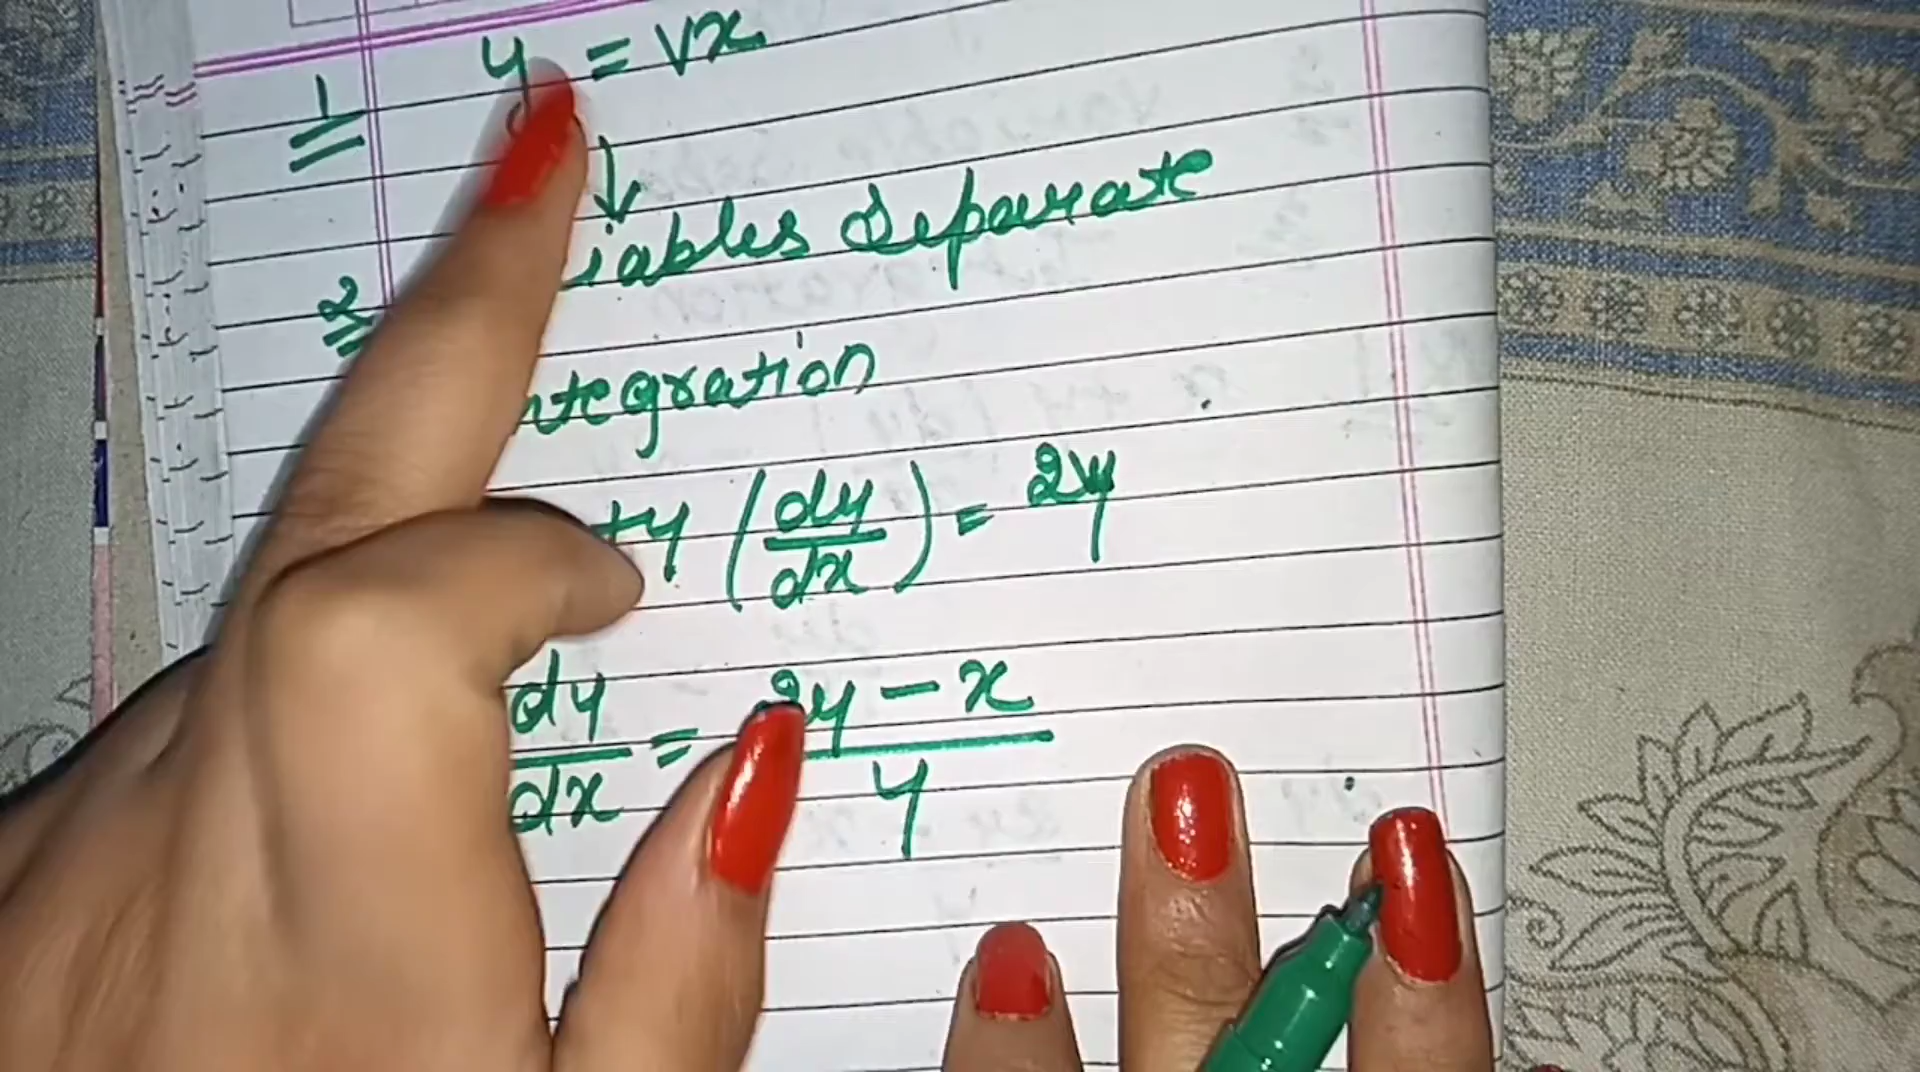 1 y = vx
↓
2 iables Separate
ntegration
+y (dy/dx) = 2y
dy/dx = 2y - x / y